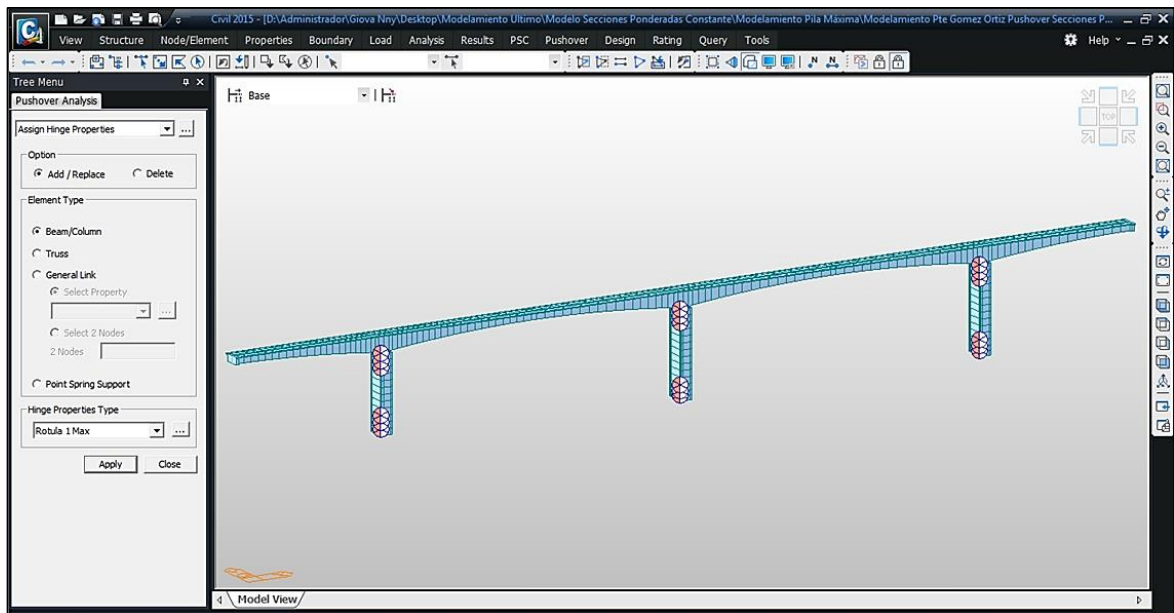 Civil 2015 - [D:\Administrador\Giova Nny\Desktop\Modelamiento Ultimo\Modelo Secciones Ponderadas Constante\Modelamiento Pila Máxima\Modelamiento Pte Gomez Ortiz Pushover Secciones P...
View Structure Node/Element Properties Boundary Load Analysis Results PSC Pushover Design Rating Query Tools Help
Tree Menu
Pushover Analysis
Base
TOP
Assign Hinge Properties
Option
Add / Replace Delete
Element Type
Beam/Column
Truss
General Link
Select Property
Select 2 Nodes
2 Nodes
Point Spring Support
Hinge Properties Type
Rotula 1 Max
Apply Close
Model View